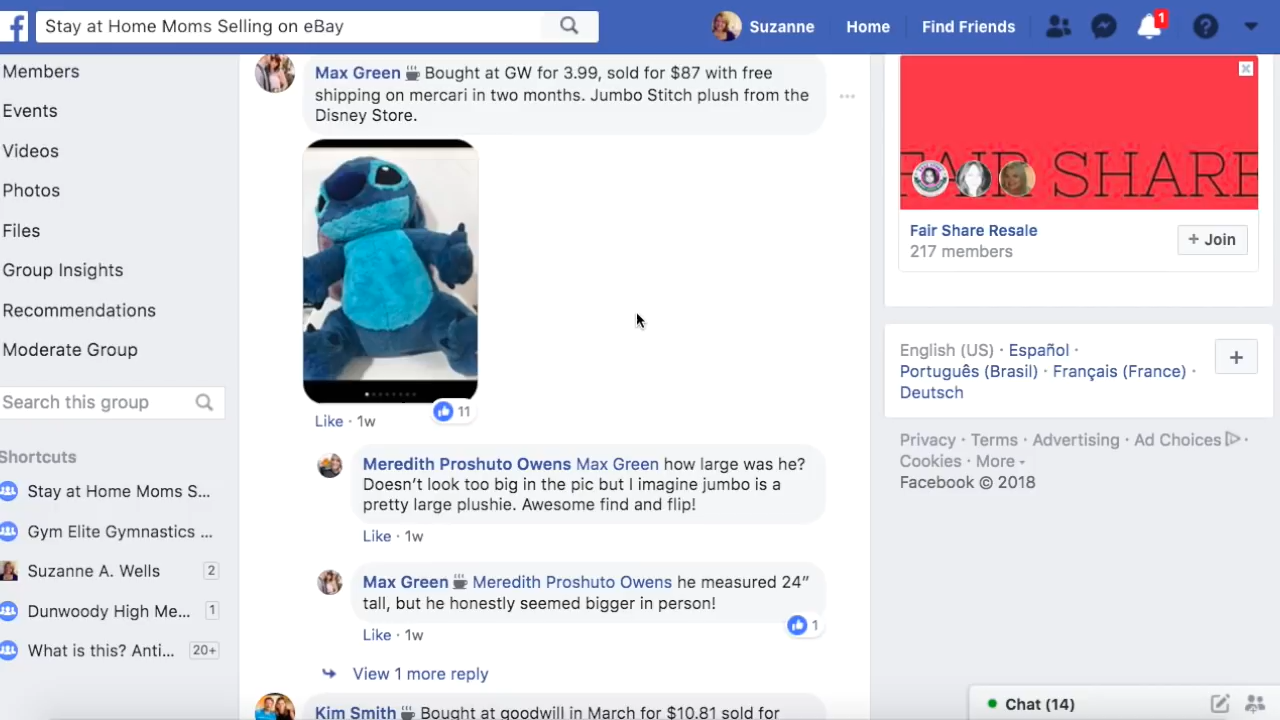 Stay at Home Moms Selling on eBay
Suzanne
Home
Find Friends
1
Members
Events
Videos
Photos
Files
Group Insights
Recommendations
Moderate Group
Search this group
Shortcuts
Stay at Home Moms S...
Gym Elite Gymnastics ...
Suzanne A. Wells 2
Dunwoody High Me... 1
What is this? Anti... 20+
Max Green Bought at GW for 3.99, sold for $87 with free
shipping on mercari in two months. Jumbo Stitch plush from the
Disney Store.
11
Like · 1w
Meredith Proshuto Owens Max Green how large was he?
Doesn't look too big in the pic but I imagine jumbo is a
pretty large plushie. Awesome find and flip!
Like · 1w
Max Green Meredith Proshuto Owens he measured 24”
tall, but he honestly seemed bigger in person!
1
Like · 1w
View 1 more reply
Kim Smith Bought at goodwill in March for $10.81 sold for
FAIR SHARE
Fair Share Resale
217 members
+ Join
English (US) · Español ·
Português (Brasil) · Français (France) ·
Deutsch
Privacy · Terms · Advertising · Ad Choices ·
Cookies · More
Facebook © 2018
Chat (14)